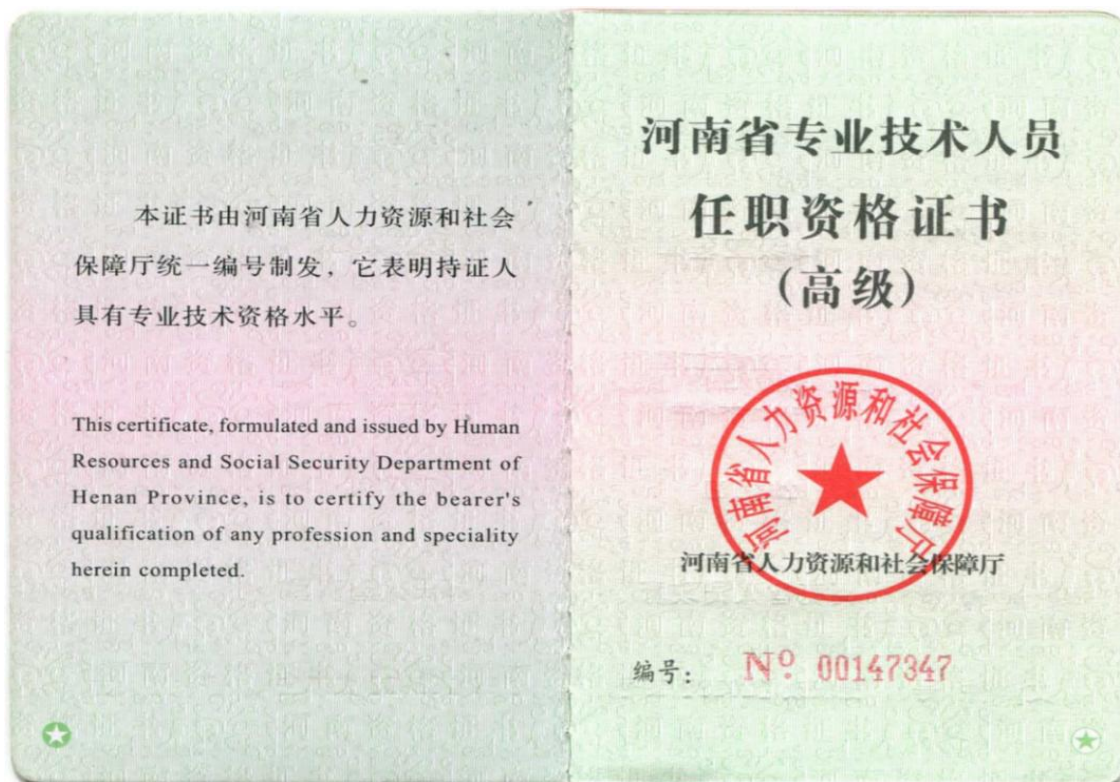 本证书由河南省人力资源和社会
保障厅统一编号制发，它表明持证人
具有专业技术资格水平。
This certificate, formulated and issued by Human
Resources and Social Security Department of
Henan Province, is to certify the bearer's
qualification of any profession and speciality
herein completed.
河南省专业技术人员
任职资格证书
(高级)
河南省人力资源和社会保障厅
河南省人力资源和社会保障厅
编号: Nº 00147347